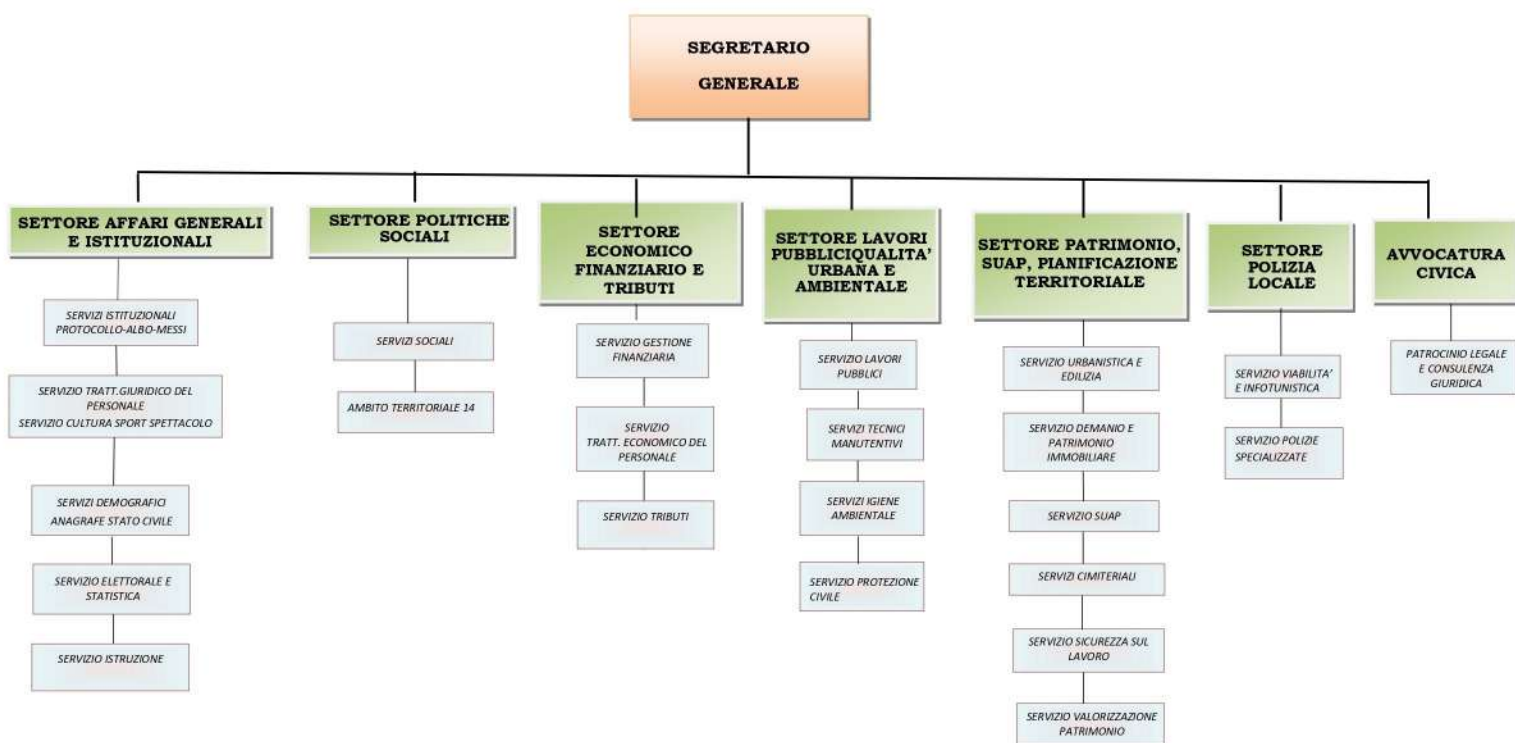 SEGRETARIO
GENERALE
SETTORE AFFARI GENERALI
E ISTITUZIONALI
SERVIZI ISTITUZIONALI
PROTOCOLLO-ALBO-MESSI
SERVIZIO TRATT.GIURIDICO DEL
PERSONALE
SERVIZIO CULTURA SPORT SPETTACOLO
SERVIZI DEMOGRAFICI
ANAGRAFE STATO CIVILE
SERVIZIO ELETTORALE E
STATISTICA
SERVIZIO ISTRUZIONE
SETTORE POLITICHE
SOCIALI
SERVIZI SOCIALI
AMBITO TERRITORIALE 14
SETTORE
ECONOMICO
FINANZIARIO E
TRIBUTI
SERVIZIO GESTIONE
FINANZIARIA
SERVIZIO
TRATT. ECONOMICO DEL
PERSONALE
SERVIZIO TRIBUTI
SETTORE LAVORI
PUBBLICIQUALITA’
URBANA E
AMBIENTALE
SERVIZIO LAVORI
PUBBLICI
SERVIZI TECNICI
MANUTENTIVI
SERVIZI IGIENE
AMBIENTALE
SERVIZIO PROTEZIONE
CIVILE
SETTORE PATRIMONIO,
SUAP, PIANIFICAZIONE
TERRITORIALE
SERVIZIO URBANISTICA E
EDILIZIA
SERVIZIO DEMANIO E
PATRIMONIO
IMMOBILIARE
SERVIZIO SUAP
SERVIZI CIMITERIALI
SERVIZIO SICUREZZA SUL
LAVORO
SERVIZIO VALORIZZAZIONE
PATRIMONIO
SETTORE
POLIZIA
LOCALE
SERVIZIO VIABILITA’
E INFOTUNISTICA
SERVIZIO POLIZIE
SPECIALIZZATE
AVVOCATURA
CIVICA
PATROCINIO LEGALE
E CONSULENZA
GIURIDICA